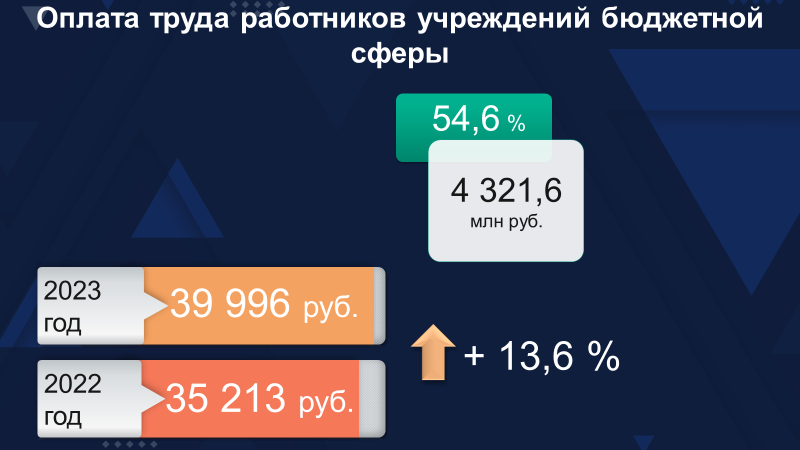 Оплата труда работников учреждений бюджетной
сферы
54,6 %
4 321,6
млн руб.
2023
год
39 996 руб.
2022
год
35 213 руб.
+ 13,6 %